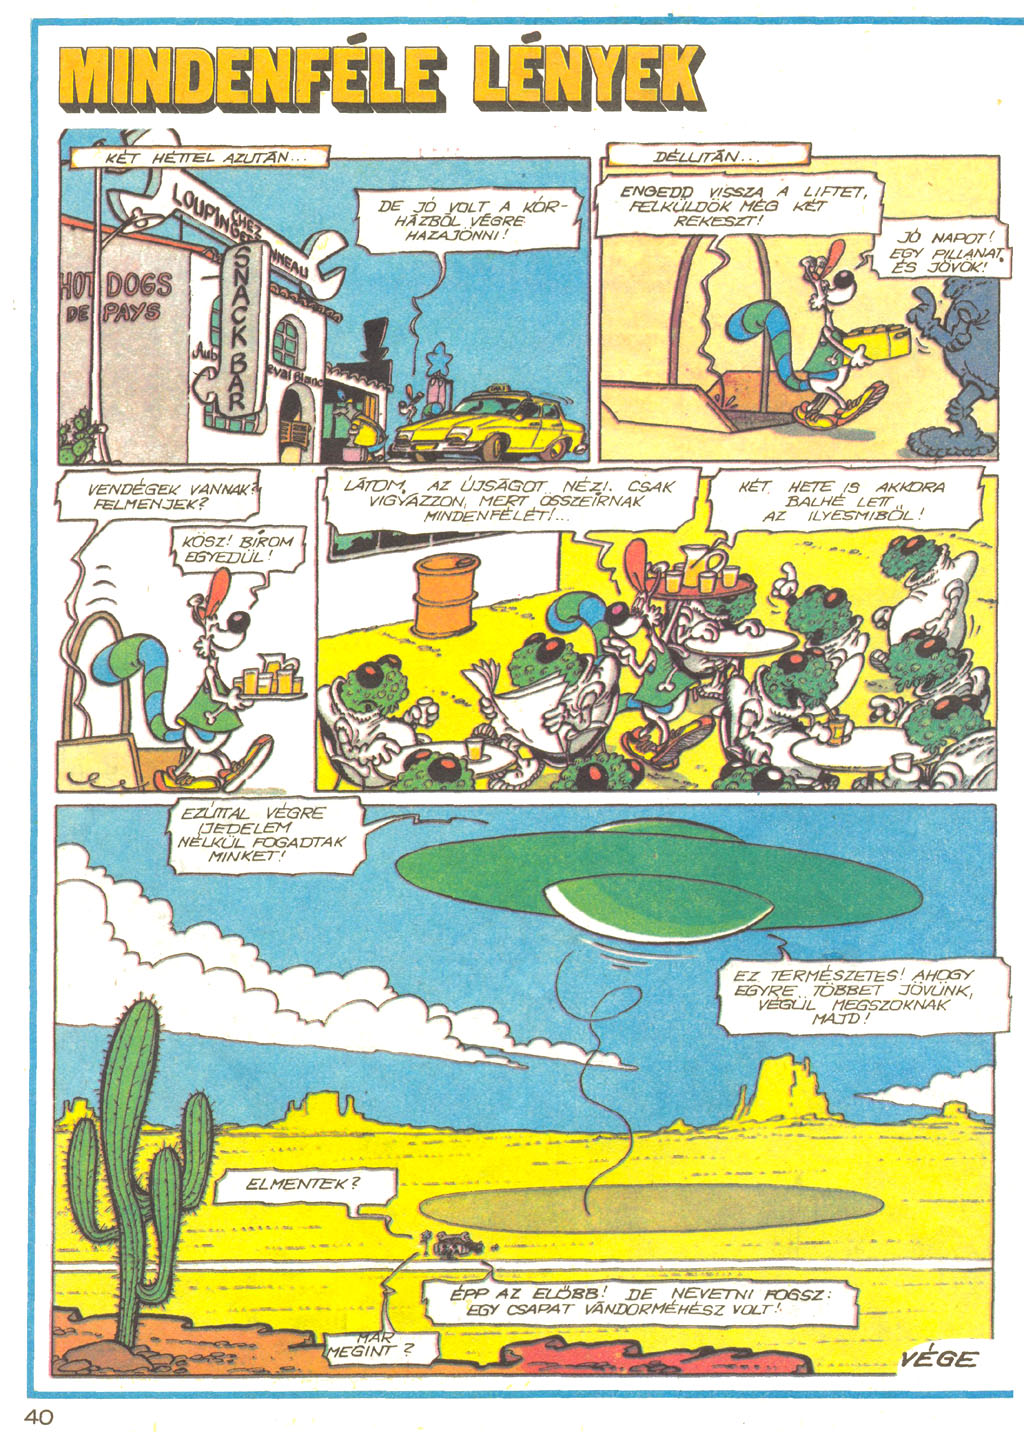 MINDENFÉLE LÉNYEK
KÉT HÉTTEL AZUTÁN...
DE JÓ VOLT A KÓR-
HÁZBÓL VÉGRE
HAZAJÖNNI!
LOUPIN
CHEZ
SNACK BAR
HOT DOGS
DE PAYS
TAXI
DÉLUTÁN...
ENGEDD VISSZA A LIFTET,
FELKÜLDÖK MÉG KÉT
REKESZT!
JÓ NAPOT!
EGY PILLANAT,
ÉS JÖVÖK!
VENDÉGEK VANNAK?
FELMENJEK?
KÖSZ! BÍROM
EGYEDÜL!
LÁTOM, AZ ÚJSÁGOT NÉZI. CSAK
VIGYÁZZON, MERT ÖSSZEÍRNAK
MINDENFÉLÉT!...
KÉT HETE IS AKKORA
BALHÉ LETT
AZ ILYESMIBŐL!
EZÚTTAL VÉGRE
IJEDELEM
NÉLKÜL FOGADTAK
MINKET!
EZ TERMÉSZETES! AHOGY
EGYRE TÖBBET JÖVÜNK,
VÉGÜL MEGSZOKNAK
MAJD!
ELMENTEK?
ÉPP AZ ELŐBB! DE NEVETNI FOGSZ:
EGY CSAPAT VÁNDORMÉHÉSZ VOLT!
MÁR
MEGINT?
VÉGE
40